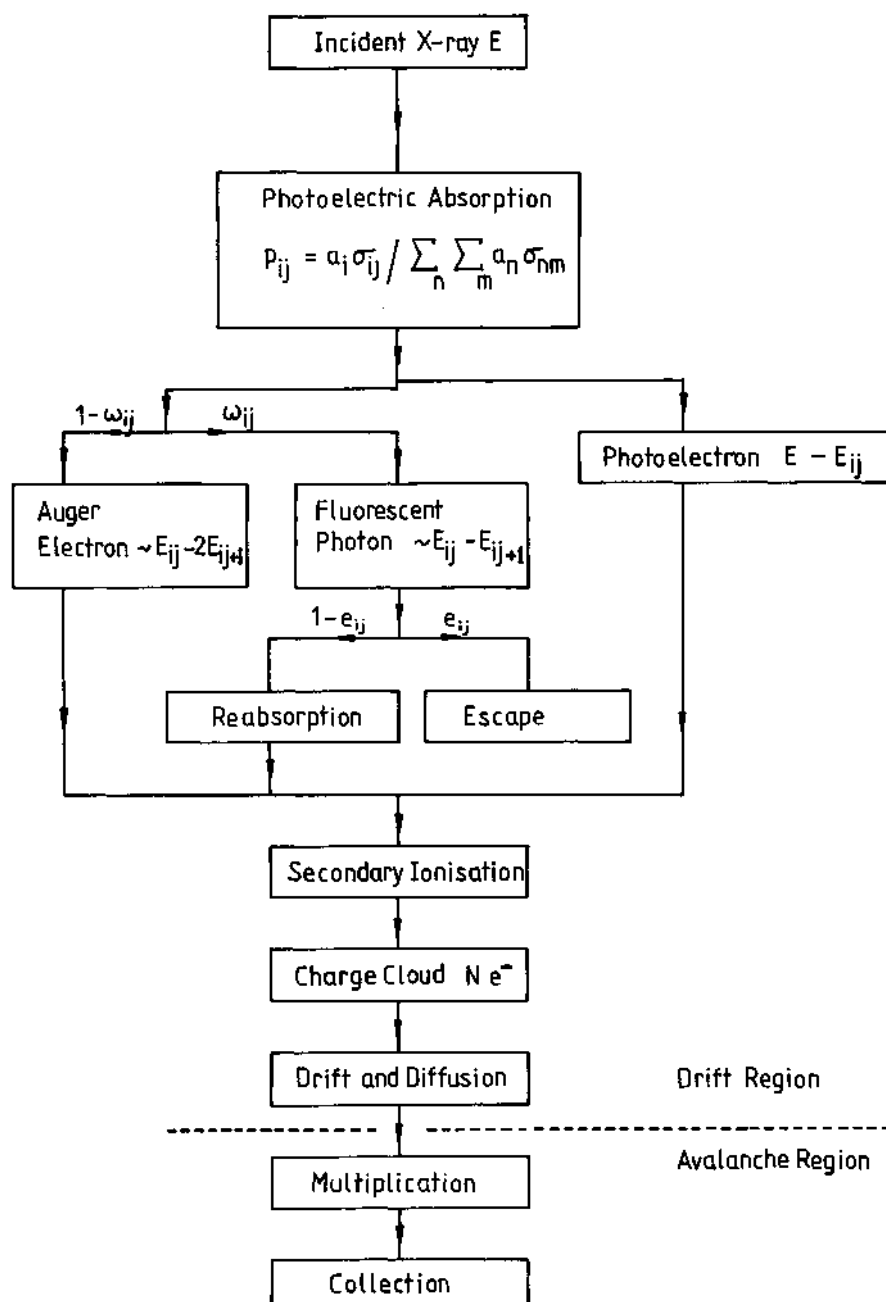 Incident X-ray E
Photoelectric Absorption
p_ij = a_i σ_ij / ∑_n ∑_m a_n σ_nm
1-ω_ij
ω_ij
Photoelectron E - E_ij
Auger
Electron ~E_ij-2E_ij+1
Fluorescent
Photon ~E_ij-E_ij+1
1-e_ij
e_ij
Reabsorption
Escape
Secondary Ionisation
Charge Cloud N e⁻
Drift and Diffusion
Drift Region
Avalanche Region
Multiplication
Collection